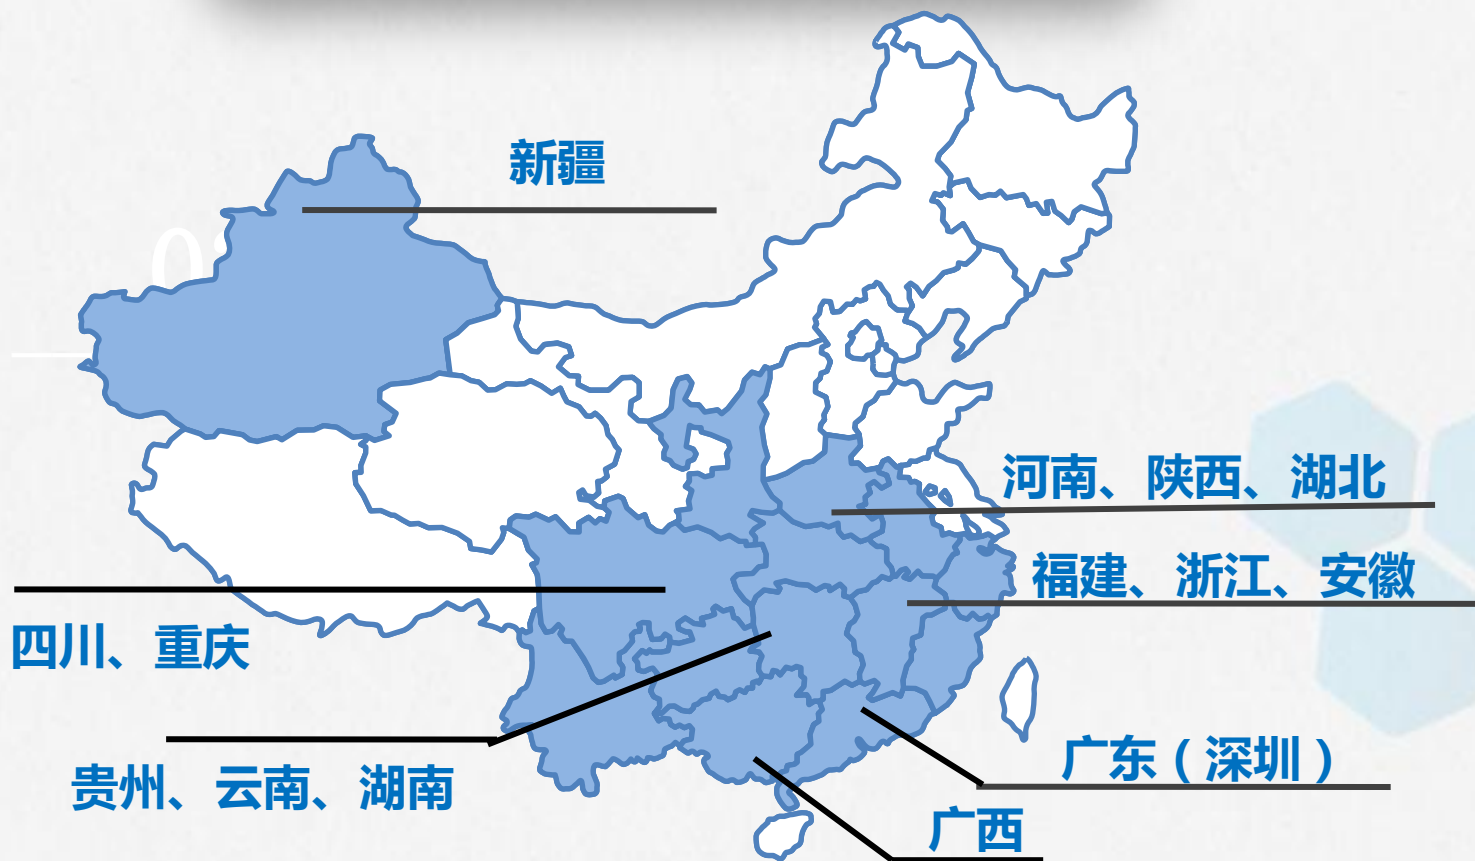 新疆
河南、陕西、湖北
福建、浙江、安徽
四川、重庆
贵州、云南、湖南
广东（深圳）
广西